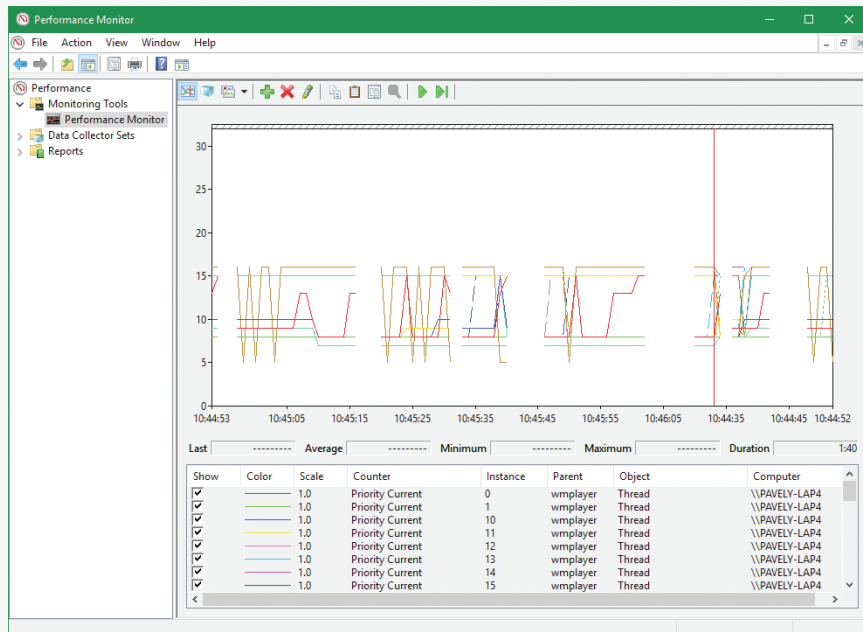 Performance Monitor
File Action View Window Help
Performance
Monitoring Tools
Performance Monitor
Data Collector Sets
Reports
30
25
20
15
10
5
0
10:44:53 10:45:05 10:45:15 10:45:25 10:45:35 10:45:45 10:45:55 10:46:05 10:44:35 10:44:45 10:44:52
Last --------- Average --------- Minimum --------- Maximum --------- Duration 1:40
Show Color Scale Counter Instance Parent Object Computer
1.0 Priority Current 0 wmplayer Thread \\PAVELY-LAP4
1.0 Priority Current 1 wmplayer Thread \\PAVELY-LAP4
1.0 Priority Current 10 wmplayer Thread \\PAVELY-LAP4
1.0 Priority Current 11 wmplayer Thread \\PAVELY-LAP4
1.0 Priority Current 12 wmplayer Thread \\PAVELY-LAP4
1.0 Priority Current 13 wmplayer Thread \\PAVELY-LAP4
1.0 Priority Current 14 wmplayer Thread \\PAVELY-LAP4
1.0 Priority Current 15 wmplayer Thread \\PAVELY-LAP4